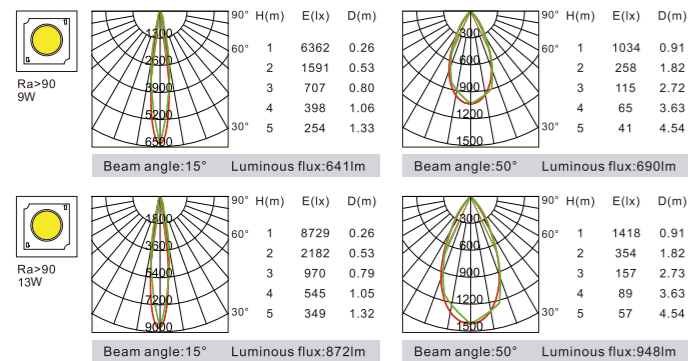 90° H(m) E(lx) D(m)
1300
60° 1 6362 0.26
2600
2 1591 0.53
3900
3 707 0.80
5200
4 398 1.06
30° 5 254 1.33
6500
Ra>90
9W
Beam angle:15° Luminous flux:641lm
90° H(m) E(lx) D(m)
300
60° 1 1034 0.91
600
2 258 1.82
900
3 115 2.72
1200
4 65 3.63
30° 5 41 4.54
1500
Beam angle:50° Luminous flux:690lm
90° H(m) E(lx) D(m)
1800
60° 1 8729 0.26
3600
2 2182 0.53
5400
3 970 0.79
7200
4 545 1.05
30° 5 349 1.32
9000
Ra>90
13W
Beam angle:15° Luminous flux:872lm
90° H(m) E(lx) D(m)
300
60° 1 1418 0.91
600
2 354 1.82
900
3 157 2.73
1200
4 89 3.63
30° 5 57 4.54
1500
Beam angle:50° Luminous flux:948lm